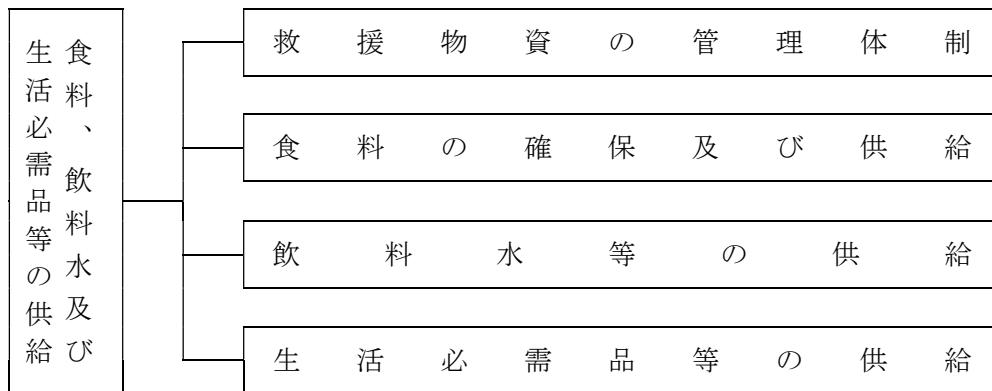 食料、飲料水及び
生活必需品等の供給
救援物資の管理体制
食料の確保及び供給
飲料水等の供給
生活必需品等の供給